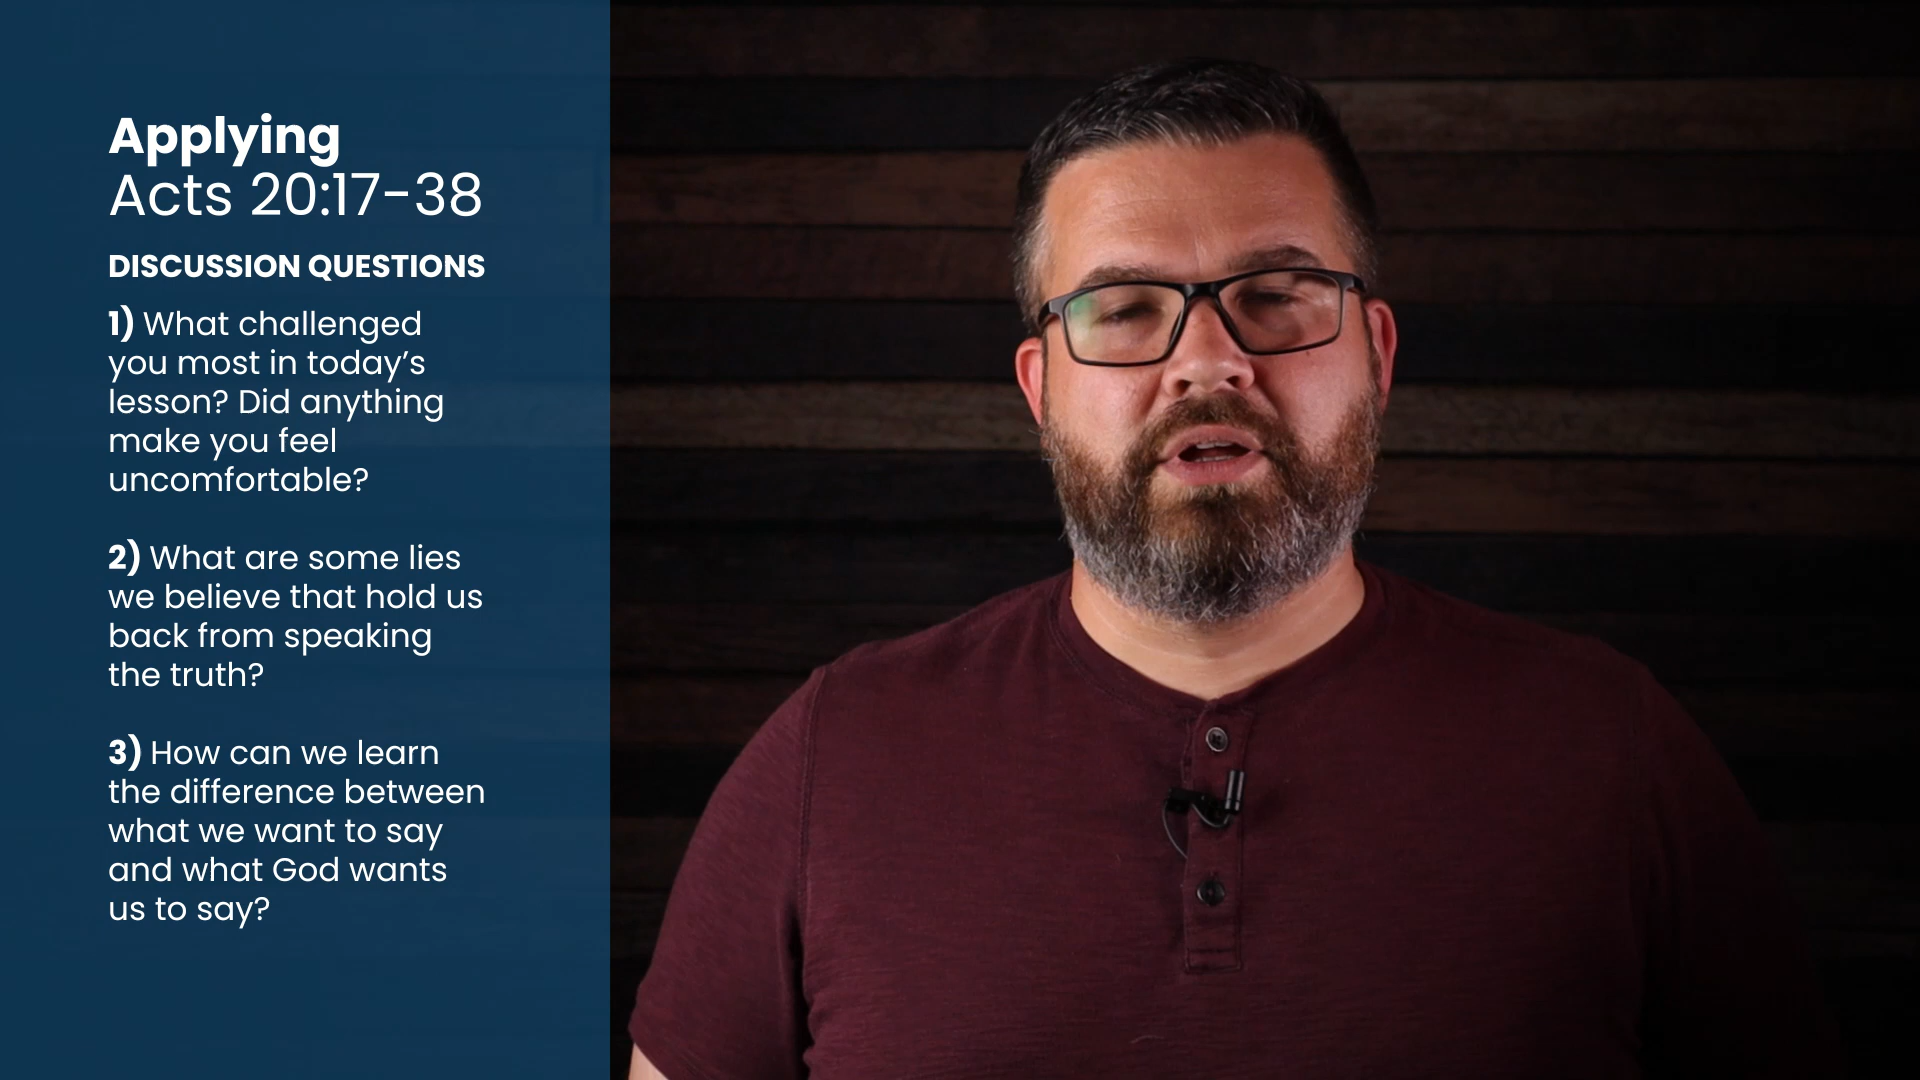 Applying
Acts 20:17-38
DISCUSSION QUESTIONS
1) What challenged
you most in today’s
lesson? Did anything
make you feel
uncomfortable?
2) What are some lies
we believe that hold us
back from speaking
the truth?
3) How can we learn
the difference between
what we want to say
and what God wants
us to say?